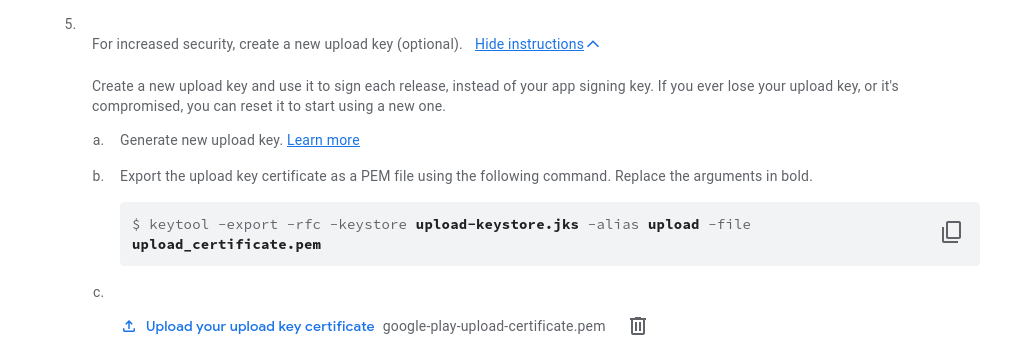 5.
For increased security, create a new upload key (optional). Hide instructions
Create a new upload key and use it to sign each release, instead of your app signing key. If you ever lose your upload key, or it's
compromised, you can reset it to start using a new one.
a. Generate new upload key. Learn more
b. Export the upload key certificate as a PEM file using the following command. Replace the arguments in bold.
$ keytool -export -rfc -keystore upload-keystore.jks -alias upload -file
upload_certificate.pem
c.
Upload your upload key certificate google-play-upload-certificate.pem